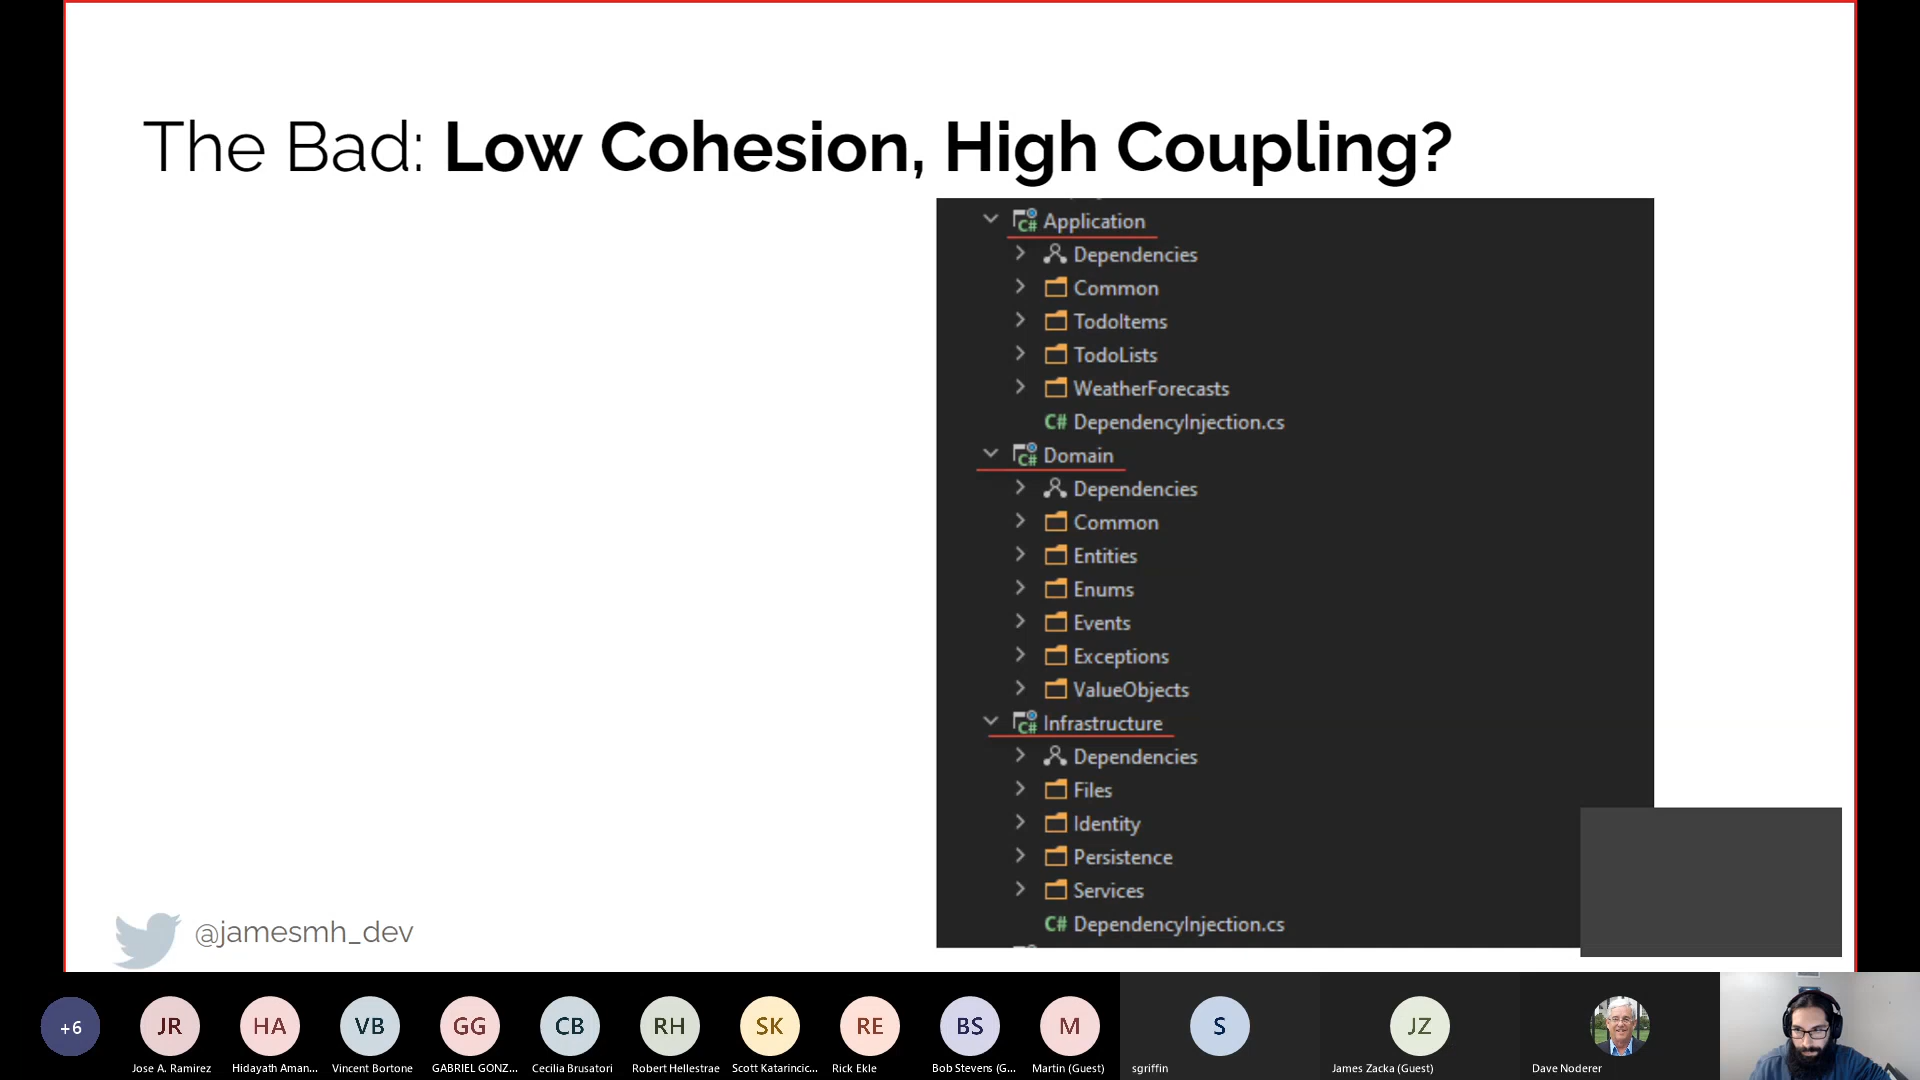 The Bad: Low Cohesion, High Coupling?
Application
Dependencies
Common
TodoItems
TodoLists
WeatherForecasts
C# DependencyInjection.cs
Domain
Dependencies
Common
Entities
Enums
Events
Exceptions
ValueObjects
Infrastructure
Dependencies
Files
Identity
Persistence
Services
C# DependencyInjection.cs
@jamesmh_dev
+6 JR HA VB GG CB RH SK RE BS M S JZ
Jose A. Ramirez Hidayath Aman... Vincent Bortone GABRIEL GONZ... Cecilia Brusatori Robert Hellestrae Scott Katarincic... Rick Ekle Bob Stevens (G... Martin (Guest) sgriffin James Zacka (Guest) Dave Noderer